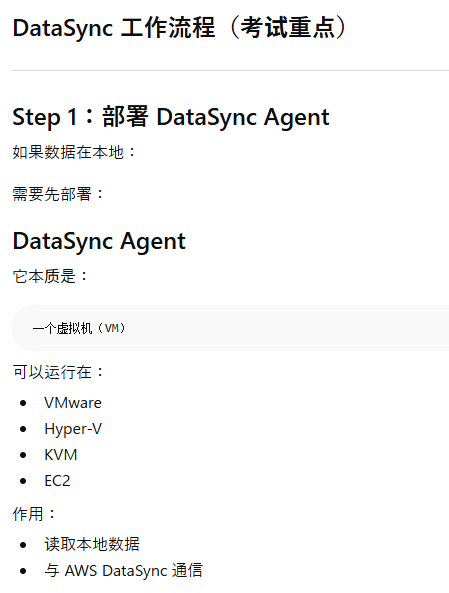 DataSync 工作流程（考试重点）
Step 1：部署 DataSync Agent
如果数据在本地：
需要先部署：
DataSync Agent
它本质是：
一个虚拟机（VM）
可以运行在：
VMware
Hyper-V
KVM
EC2
作用：
读取本地数据
与 AWS DataSync 通信